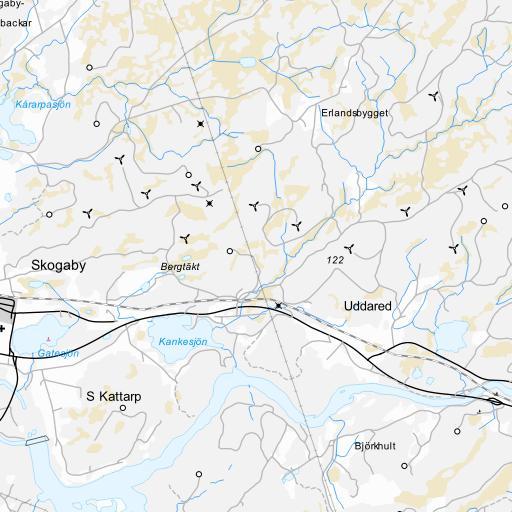 gaby-
backar
Kårarpasjön
Erlandsbygget
Skogaby
Bergtäkt
122
Uddared
Kankesjön
Gatesjön
S Kattarp
Björkhult